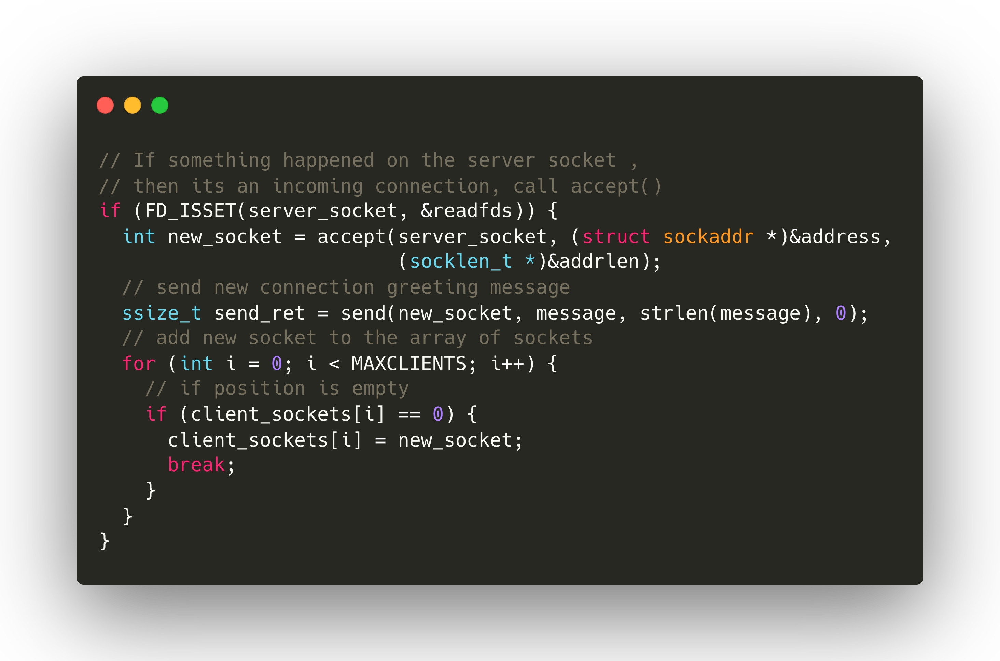 // If something happened on the server socket ,
// then its an incoming connection, call accept()
if (FD_ISSET(server_socket, &readfds)) {
  int new_socket = accept(server_socket, (struct sockaddr *)&address,
                          (socklen_t *)&addrlen);
  // send new connection greeting message
  ssize_t send_ret = send(new_socket, message, strlen(message), 0);
  // add new socket to the array of sockets
  for (int i = 0; i < MAXCLIENTS; i++) {
    // if position is empty
    if (client_sockets[i] == 0) {
      client_sockets[i] = new_socket;
      break;
    }
  }
}